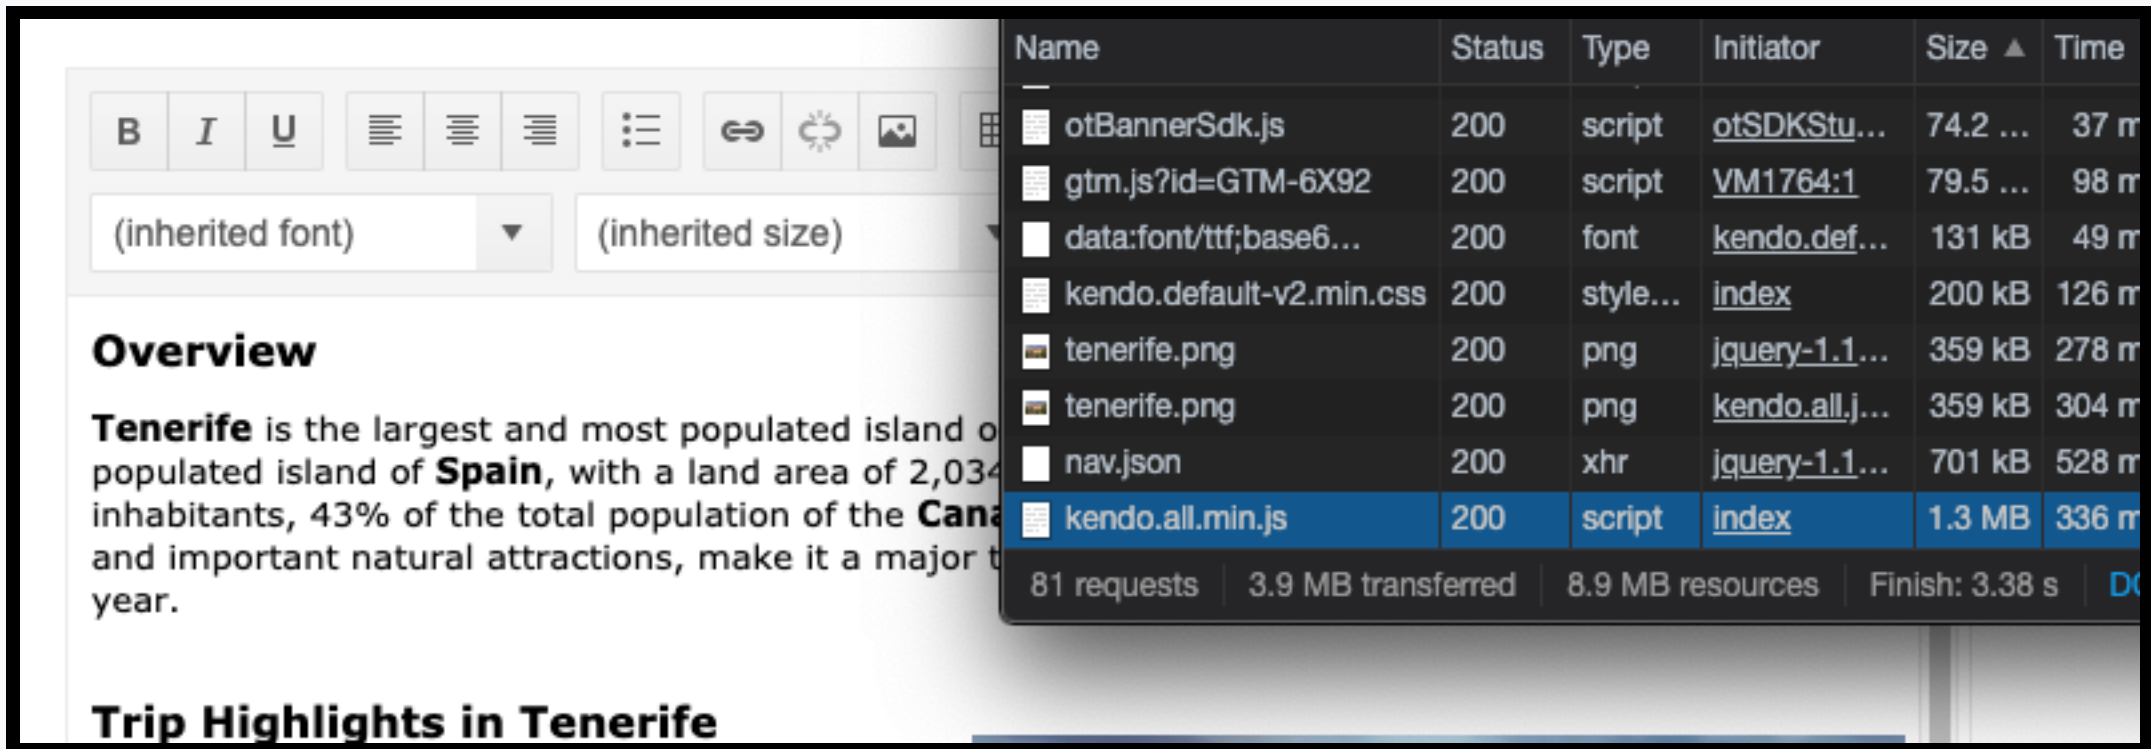 B I U
(inherited font) (inherited size)
Overview
Tenerife is the largest and most populated island o
populated island of Spain, with a land area of 2,034
inhabitants, 43% of the total population of the Cana
and important natural attractions, make it a major t
year.
Trip Highlights in Tenerife
Name Status Type Initiator Size ▲ Time
otBannerSdk.js 200 script otSDKStu... 74.2 ... 37 m
gtm.js?id=GTM-6X92 200 script VM1764:1 79.5 ... 98 m
data:font/ttf;base6... 200 font kendo.def... 131 kB 49 m
kendo.default-v2.min.css 200 style... index 200 kB 126 m
tenerife.png 200 png jquery-1.1... 359 kB 278 m
tenerife.png 200 png kendo.all.j... 359 kB 304 m
nav.json 200 xhr jquery-1.1... 701 kB 528 m
kendo.all.min.js 200 script index 1.3 MB 336 m
81 requests 3.9 MB transferred 8.9 MB resources Finish: 3.38 s DO